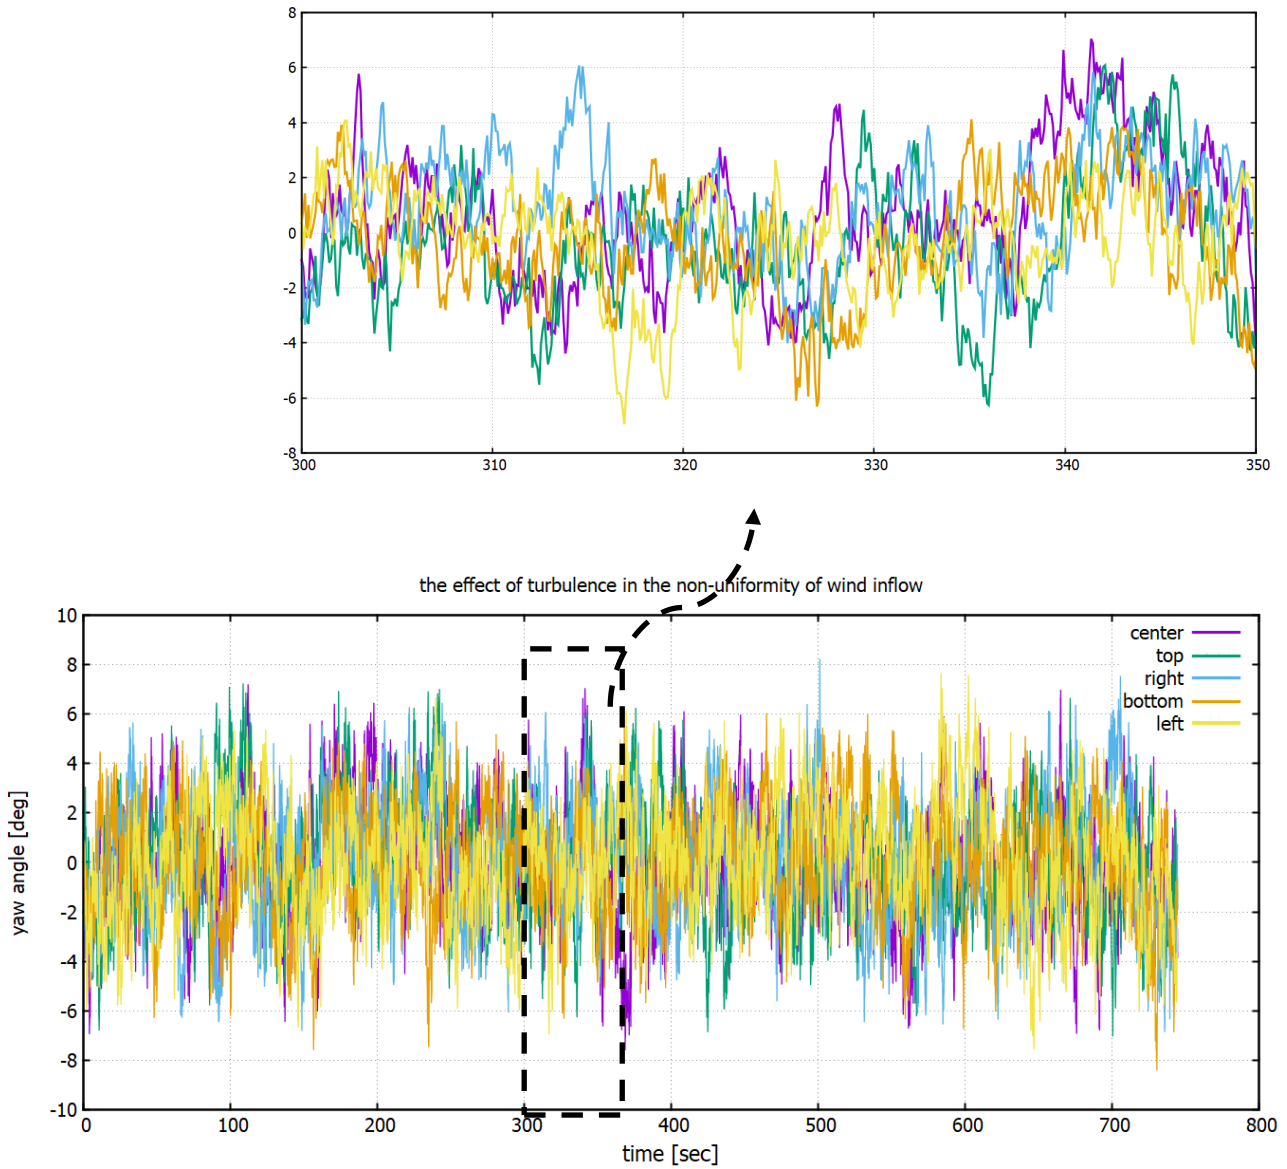 8
6
4
2
0
-2
-4
-6
-8
300 310 320 330 340 350
the effect of turbulence in the non-uniformity of wind inflow
10
8
6
4
2
0
-2
-4
-6
-8
-10
yaw angle [deg]
center
top
right
bottom
left
0 100 200 300 400 500 600 700 800
time [sec]